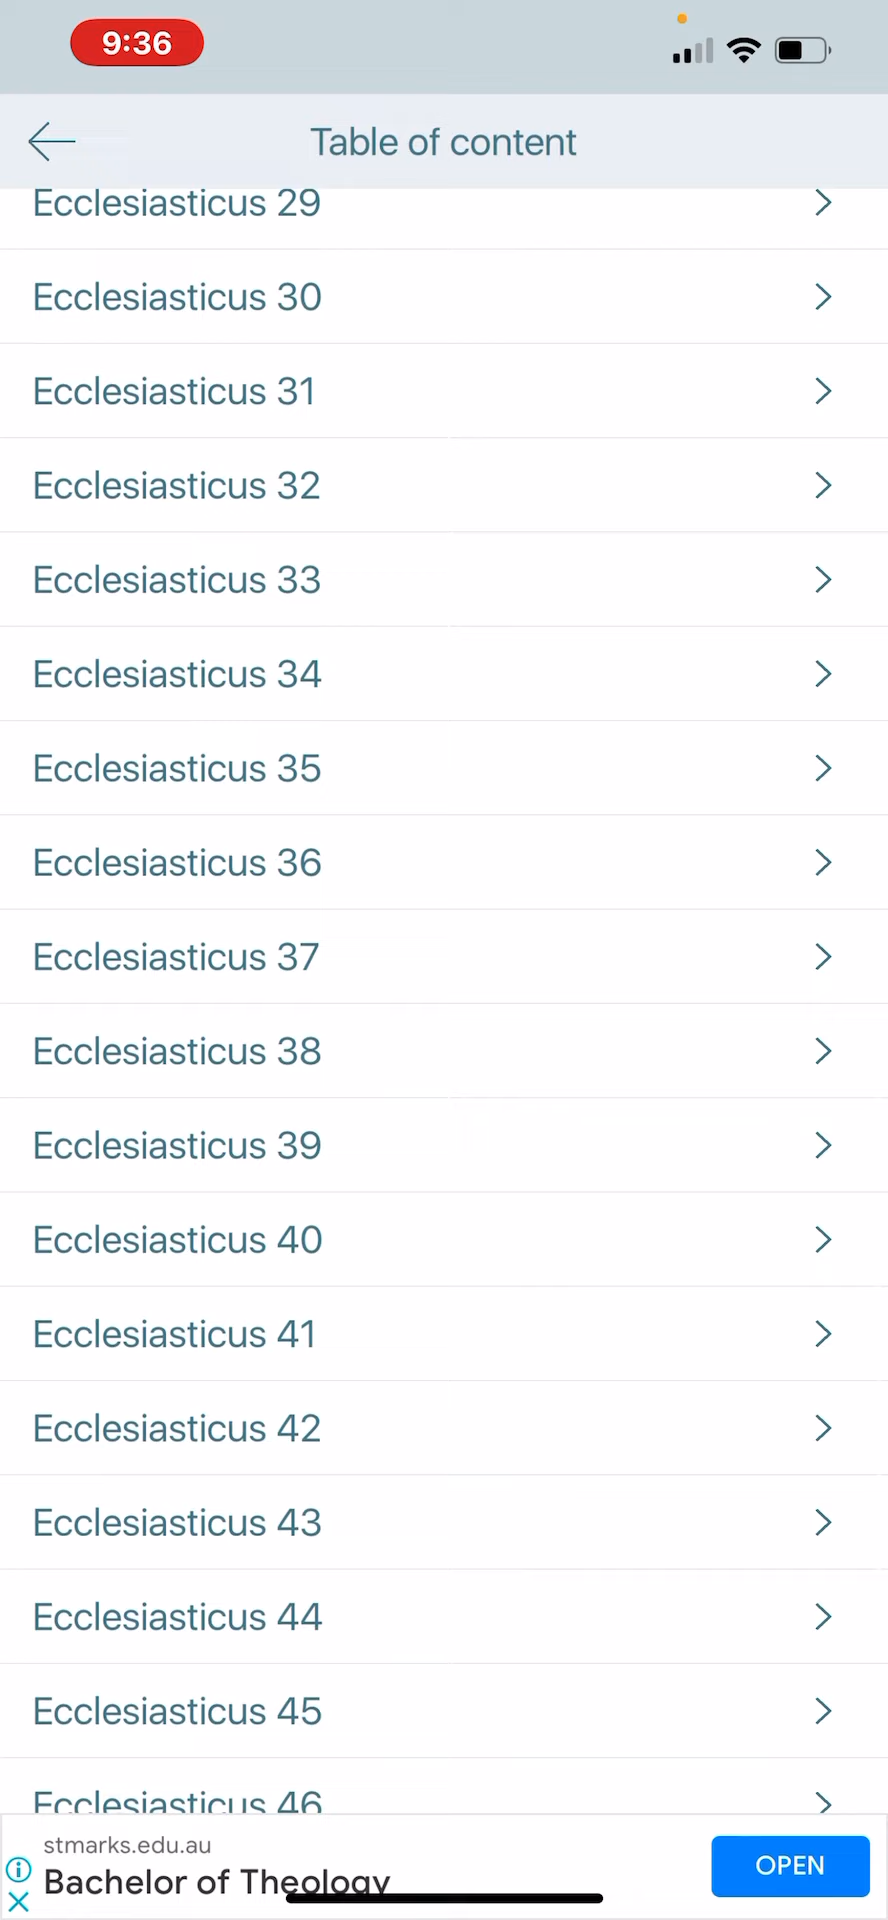 9:36
Table of content
Ecclesiasticus 29
Ecclesiasticus 30
Ecclesiasticus 31
Ecclesiasticus 32
Ecclesiasticus 33
Ecclesiasticus 34
Ecclesiasticus 35
Ecclesiasticus 36
Ecclesiasticus 37
Ecclesiasticus 38
Ecclesiasticus 39
Ecclesiasticus 40
Ecclesiasticus 41
Ecclesiasticus 42
Ecclesiasticus 43
Ecclesiasticus 44
Ecclesiasticus 45
Ecclesiasticus 46
stmarks.edu.au
Bachelor of Theology
OPEN